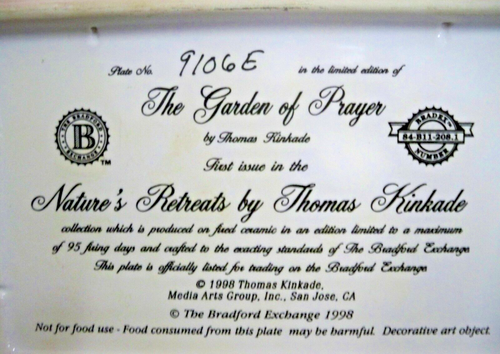 Plate No. 9106E in the limited edition of
The Garden of Prayer
by Thomas Kinkade
THE BRADFORD EXCHANGE
B
TM
BRADEX
84-B11-208.1
NUMBER
First issue in the
Nature's Retreats by Thomas Kinkade
collection which is produced on fired ceramic in an edition limited to a maximum
of 95 firing days and crafted to the exacting standards of The Bradford Exchange
This plate is officially listed for trading on the Bradford Exchange
© 1998 Thomas Kinkade,
Media Arts Group, Inc., San Jose, CA
© The Bradford Exchange 1998
Not for food use - Food consumed from this plate may be harmful. Decorative art object.